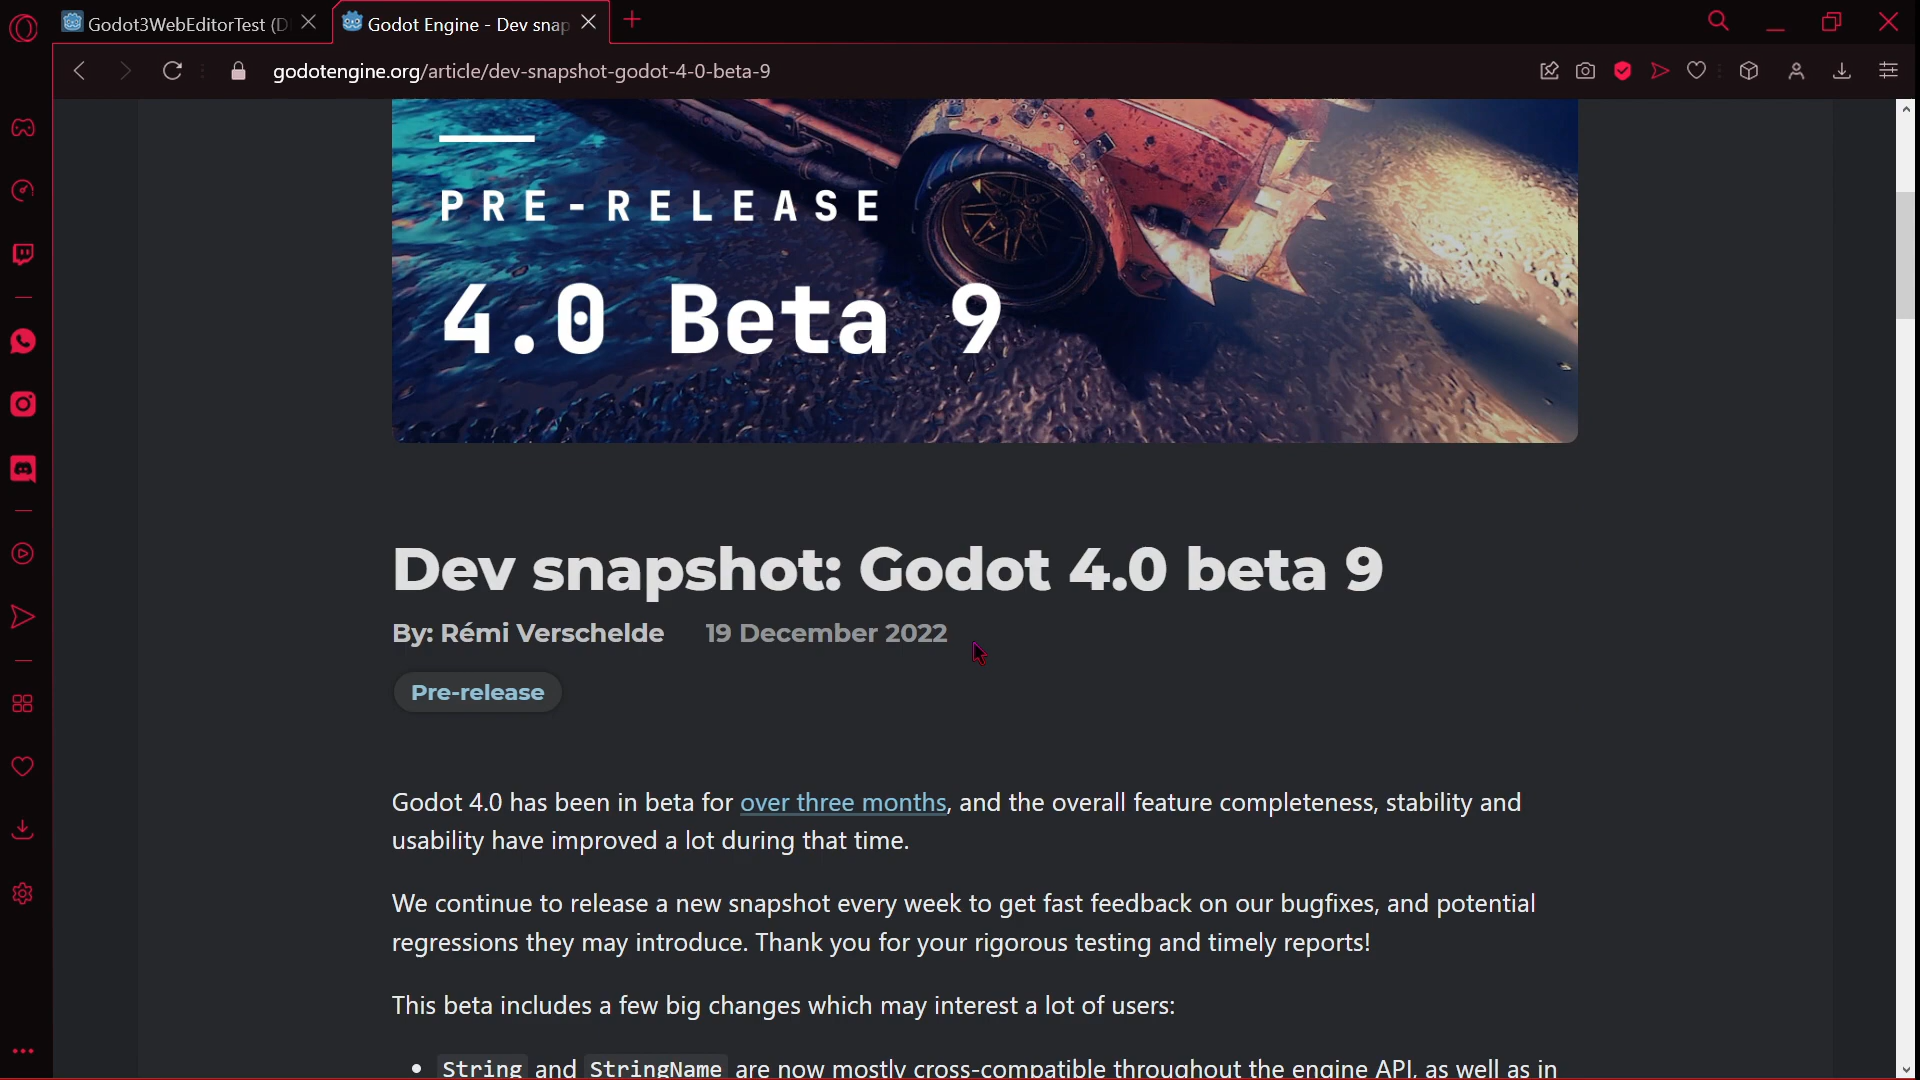 Godot3WebEditorTest (D
Godot Engine - Dev snap
godotengine.org/article/dev-snapshot-godot-4-0-beta-9
PRE-RELEASE
4.0 Beta 9
Dev snapshot: Godot 4.0 beta 9
By: Rémi Verschelde 19 December 2022
Pre-release
Godot 4.0 has been in beta for over three months, and the overall feature completeness, stability and
usability have improved a lot during that time.
We continue to release a new snapshot every week to get fast feedback on our bugfixes, and potential
regressions they may introduce. Thank you for your rigorous testing and timely reports!
This beta includes a few big changes which may interest a lot of users:
• String and StringName are now mostly cross-compatible throughout the engine API, as well as in